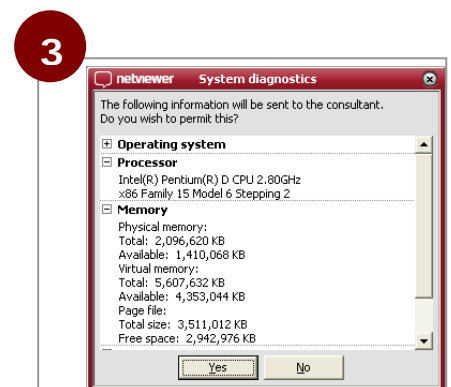 3
netviewer System diagnostics
The following information will be sent to the consultant.
Do you wish to permit this?
Operating system
Processor
Intel(R) Pentium(R) D CPU 2.80GHz
x86 Family 15 Model 6 Stepping 2
Memory
Physical memory:
Total: 2,096,620 KB
Available: 1,410,068 KB
Virtual memory:
Total: 5,607,632 KB
Available: 4,353,044 KB
Page file:
Total size: 3,511,012 KB
Free space: 2,942,976 KB
Yes No